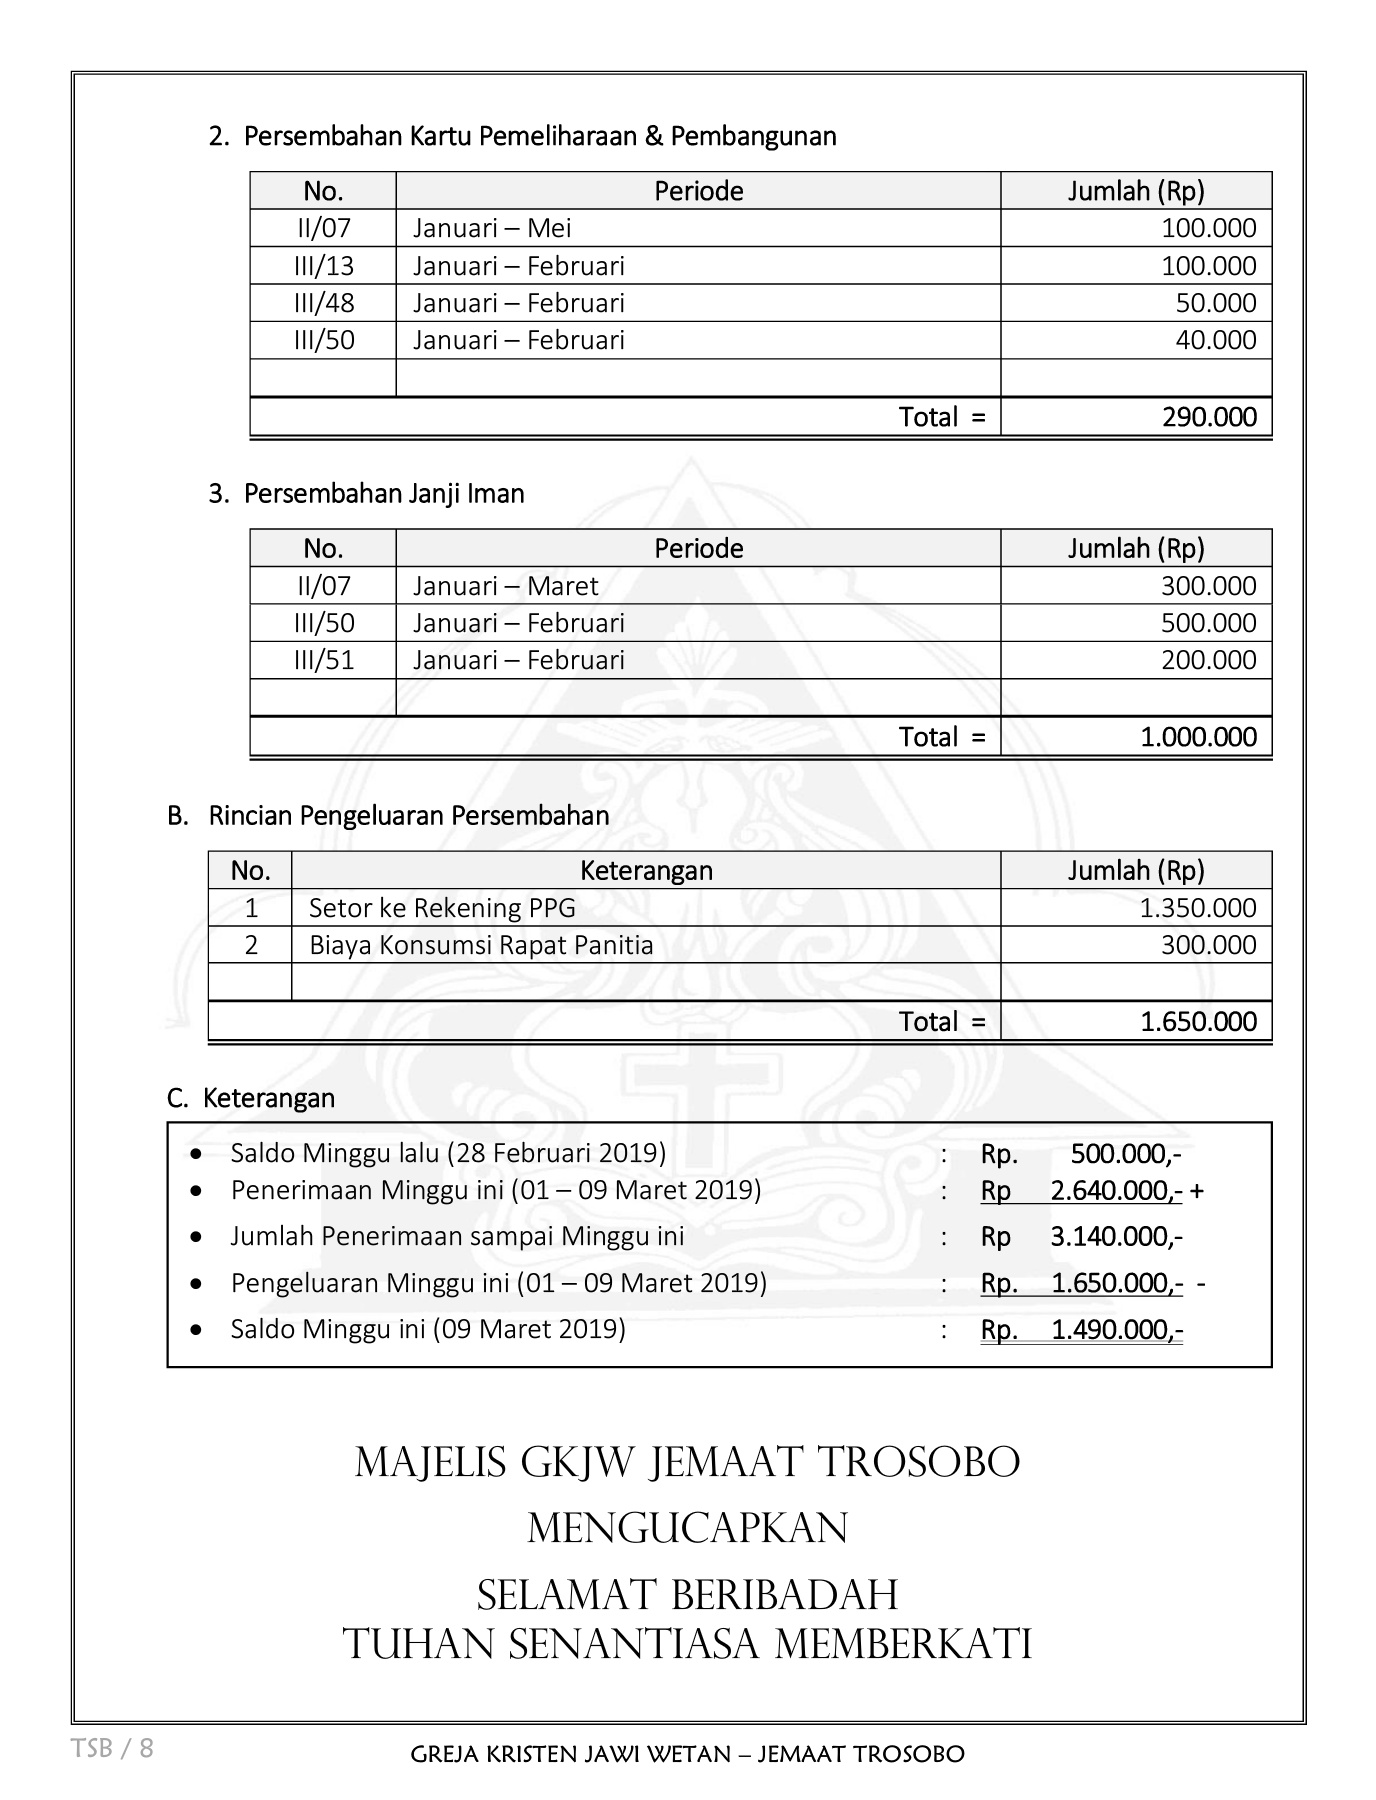 2. Persembahan Kartu Pemeliharaan & Pembangunan
No. Periode Jumlah (Rp)
II/07 Januari – Mei 100.000
III/13 Januari – Februari 100.000
III/48 Januari – Februari 50.000
III/50 Januari – Februari 40.000
Total = 290.000
3. Persembahan Janji Iman
No. Periode Jumlah (Rp)
II/07 Januari – Maret 300.000
III/50 Januari – Februari 500.000
III/51 Januari – Februari 200.000
Total = 1.000.000
B. Rincian Pengeluaran Persembahan
No. Keterangan Jumlah (Rp)
1 Setor ke Rekening PPG 1.350.000
2 Biaya Konsumsi Rapat Panitia 300.000
Total = 1.650.000
C. Keterangan
• Saldo Minggu lalu (28 Februari 2019) : Rp. 500.000,-
• Penerimaan Minggu ini (01 – 09 Maret 2019) : Rp 2.640.000,- +
• Jumlah Penerimaan sampai Minggu ini : Rp 3.140.000,-
• Pengeluaran Minggu ini (01 – 09 Maret 2019) : Rp. 1.650.000,- -
• Saldo Minggu ini (09 Maret 2019) : Rp. 1.490.000,-
MAJELIS GKJW JEMAAT TROSOBO
MENGUCAPKAN
SELAMAT BERIBADAH
TUHAN SENANTIASA MEMBERKATI
TSB / 8
GREJA KRISTEN JAWI WETAN – JEMAAT TROSOBO